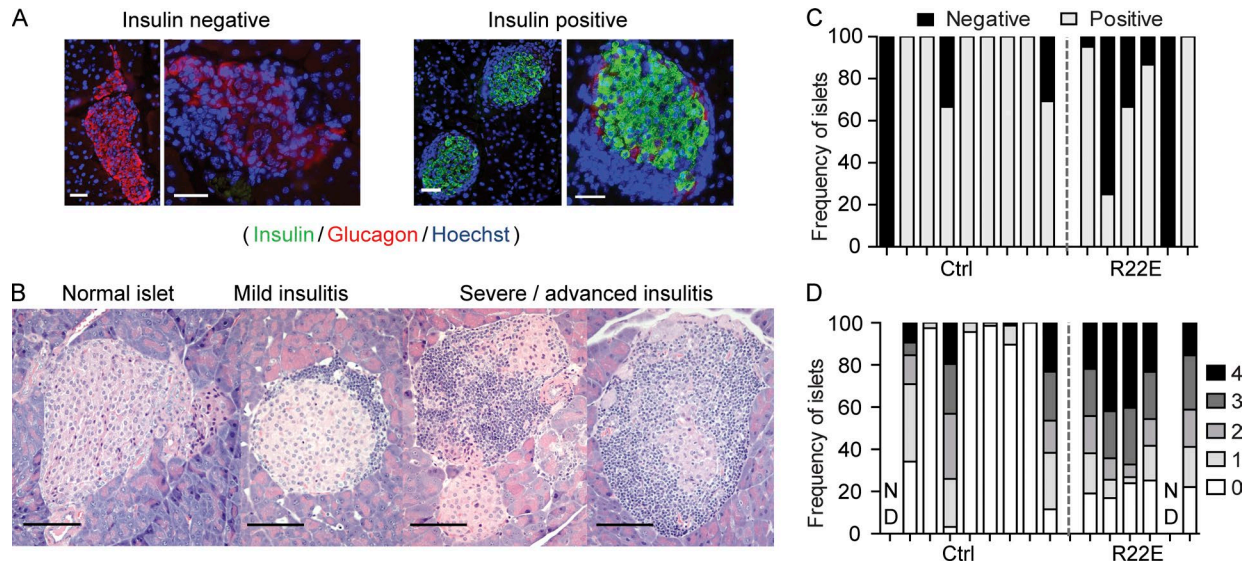 A
Insulin negative
Insulin positive
(Insulin/Glucagon/Hoechst)
B
Normal islet
Mild insulitis
Severe / advanced insulitis
C
Negative
Positive
Frequency of islets
100
80
60
40
20
0
Ctrl
R22E
D
Frequency of islets
100
80
60
40
20
0
ND
ND
Ctrl
R22E
4
3
2
1
0